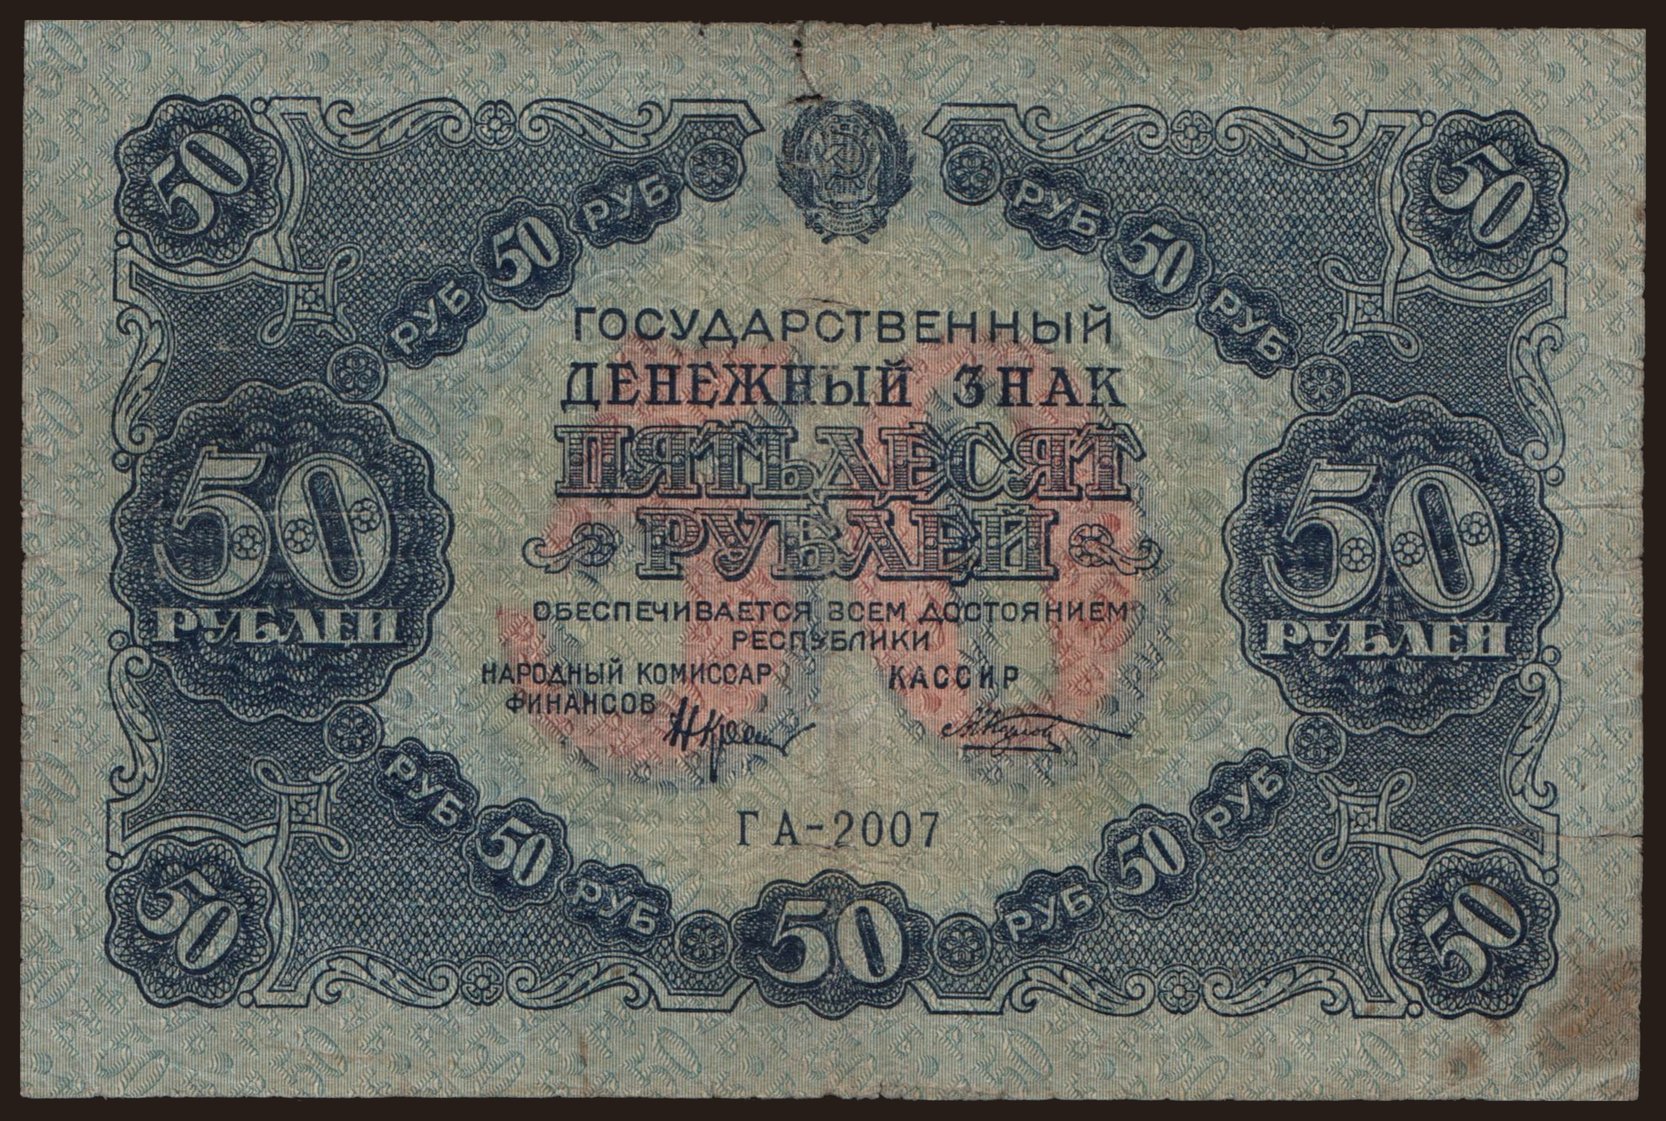 50
50
РУБ 50 РУБ
РУБ 50 РУБ
ГОСУДАРСТВЕННЫЙ
ДЕНЕЖНЫЙ ЗНАК
ПЯТЬДЕСЯТ
РУБЛЕЙ
50
РУБЛЕЙ
50
РУБЛЕЙ
ОБЕСПЕЧИВАЕТСЯ ВСЕМ ДОСТОЯНИЕМ
РЕСПУБЛИКИ
НАРОДНЫЙ КОМИССАР
ФИНАНСОВ
КАССИР
ГА-2007
РУБ 50 РУБ
50
РУБ 50 РУБ
50
50